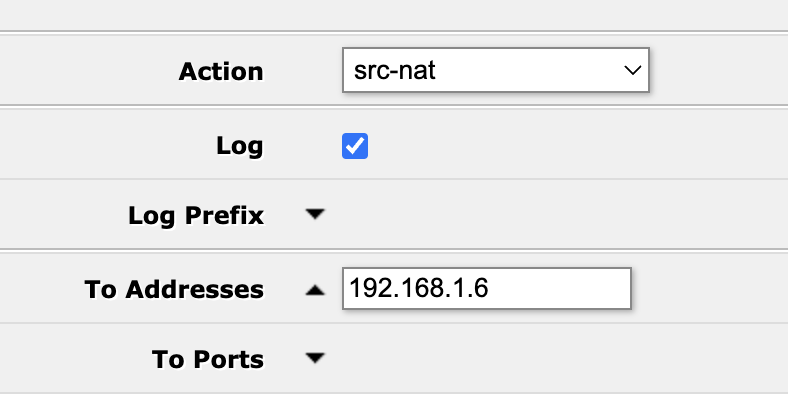 Action src-nat
Log
Log Prefix
To Addresses 192.168.1.6
To Ports